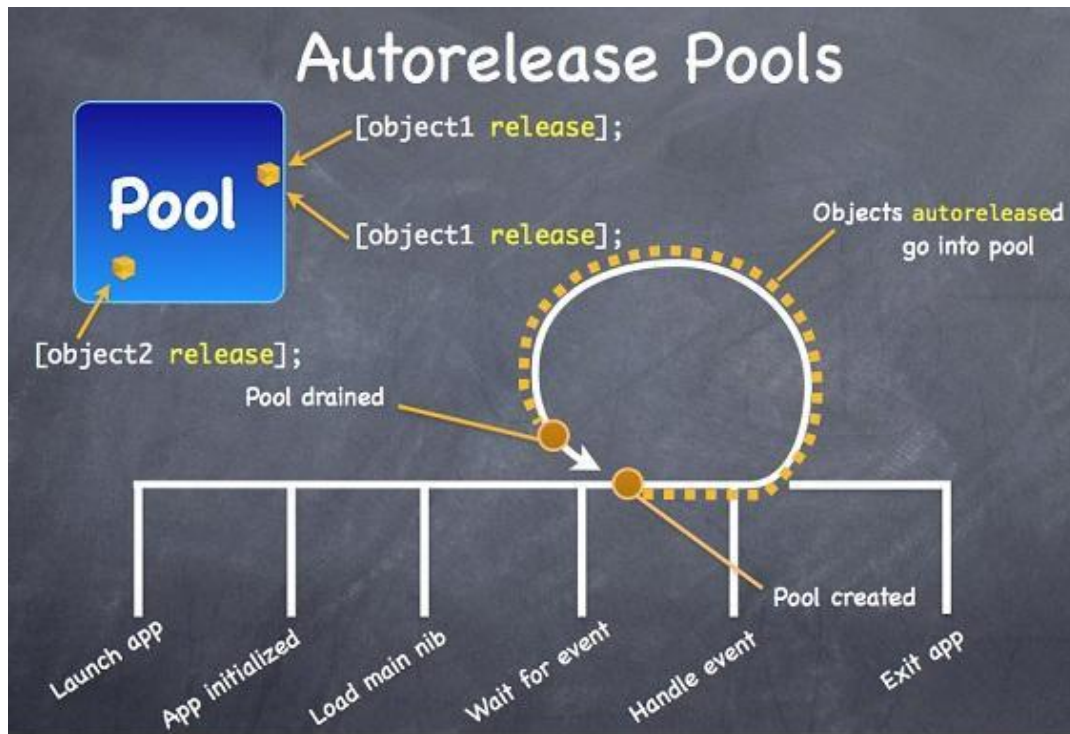 Autorelease Pools
[object1 release];
Pool
[object1 release];
Objects autoreleased
go into pool
[object2 release];
Pool drained
Pool created
Launch app
App initialized
Load main nib
Wait for event
Handle event
Exit app